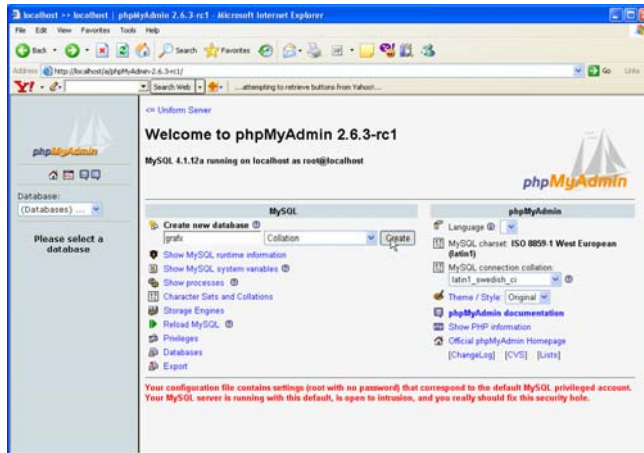 localhost >> localhost | phpMyAdmin 2.6.3-rc1 - Microsoft Internet Explorer
File Edit View Favorites Tools Help
Back Search Favorites
Address http://localhost/a/phpMyAdmin-2.6.3-rc1/ Go Links
Y! Search Web ...attempting to retrieve buttons from Yahoo!...
phpMyAdmin
Database:
(Databases) ...
Please select a
database
<= Uniform Server
Welcome to phpMyAdmin 2.6.3-rc1
MySQL 4.1.12a running on localhost as root@localhost
phpMyAdmin
MySQL
Create new database
grafx Collation Create
Show MySQL runtime information
Show MySQL system variables
Show processes
Character Sets and Collations
Storage Engines
Reload MySQL
Privileges
Databases
Export
phpMyAdmin
Language
MySQL charset: ISO 8859-1 West European
(latin1)
MySQL connection collation:
latin1_swedish_ci
Theme / Style: Original
phpMyAdmin documentation
Show PHP information
Official phpMyAdmin Homepage
[ChangeLog] [CVS] [Lists]
Your configuration file contains settings (root with no password) that correspond to the default MySQL privileged account.
Your MySQL server is running with this default, is open to intrusion, and you really should fix this security hole.